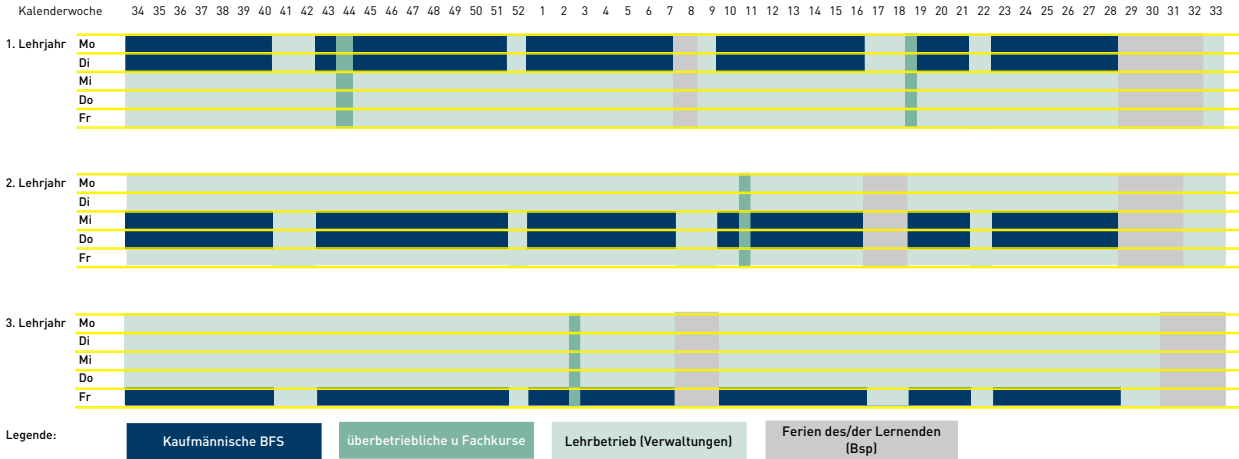 Kalenderwoche 34 35 36 37 38 39 40 41 42 43 44 45 46 47 48 49 50 51 52 1 2 3 4 5 6 7 8 9 10 11 12 13 14 15 16 17 18 19 20 21 22 23 24 25 26 27 28 29 30 31 32 33
1. Lehrjahr Mo
Di
Mi
Do
Fr
2. Lehrjahr Mo
Di
Mi
Do
Fr
3. Lehrjahr Mo
Di
Mi
Do
Fr
Legende:
Kaufmännische BFS
überbetriebliche u Fachkurse
Lehrbetrieb (Verwaltungen)
Ferien des/der Lernenden
(Bsp)